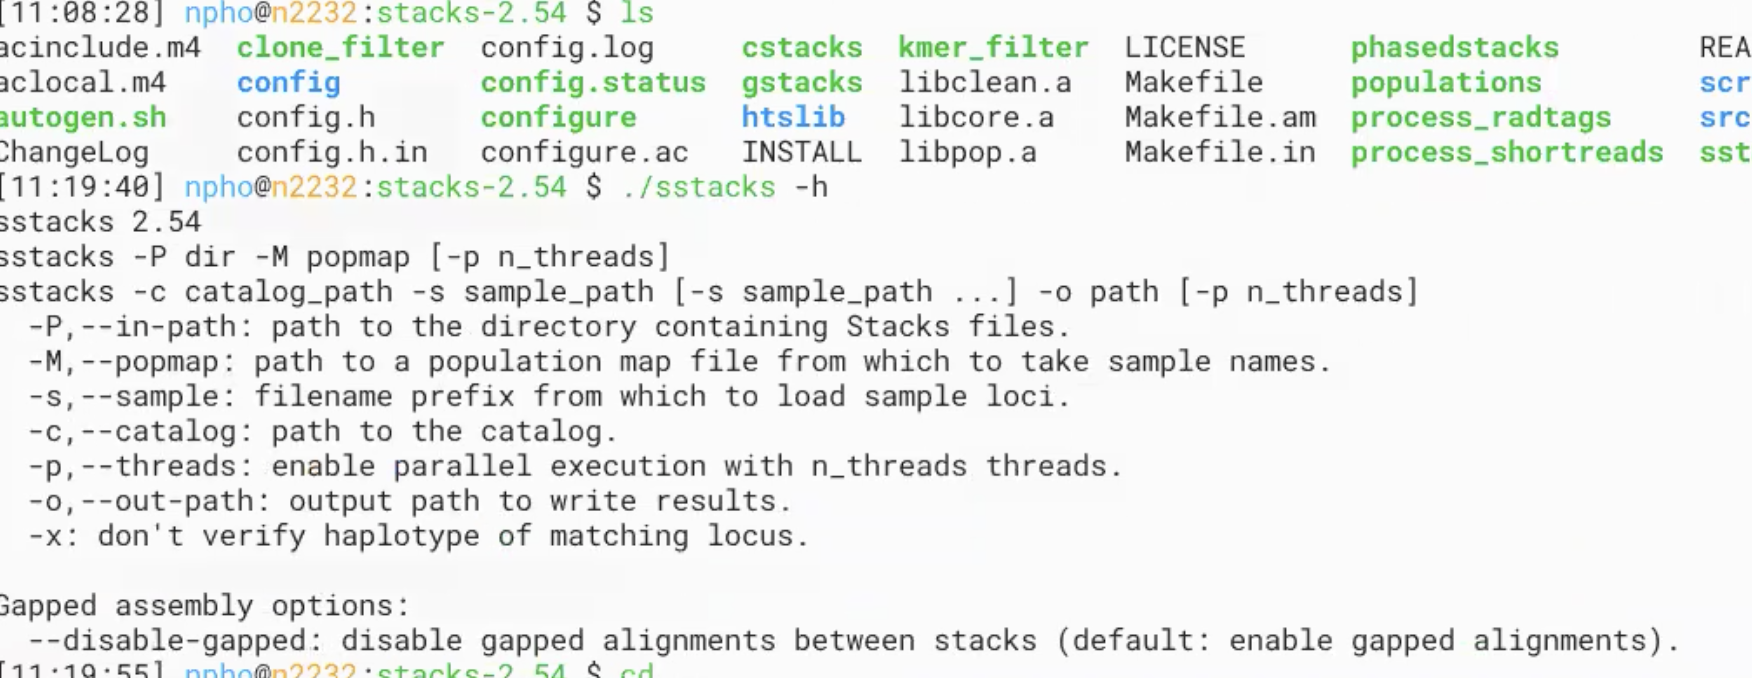 [11:08:28] npho@n2232:stacks-2.54 $ ls
acinclude.m4 clone_filter config.log cstacks kmer_filter LICENSE phasedstacks REA
aclocal.m4 config config.status gstacks libclean.a Makefile populations scr
autogen.sh config.h configure htslib libcore.a Makefile.am process_radtags src
ChangeLog config.h.in configure.ac INSTALL libpop.a Makefile.in process_shortreads sst
[11:19:40] npho@n2232:stacks-2.54 $ ./sstacks -h
sstacks 2.54
sstacks -P dir -M popmap [-p n_threads]
sstacks -c catalog_path -s sample_path [-s sample_path ...] -o path [-p n_threads]
-P,--in-path: path to the directory containing Stacks files.
-M,--popmap: path to a population map file from which to take sample names.
-s,--sample: filename prefix from which to load sample loci.
-c,--catalog: path to the catalog.
-p,--threads: enable parallel execution with n_threads threads.
-o,--out-path: output path to write results.
-x: don't verify haplotype of matching locus.
Gapped assembly options:
--disable-gapped: disable gapped alignments between stacks (default: enable gapped alignments).
[11:19:55] npho@n2232:stacks-2.54 $ cd